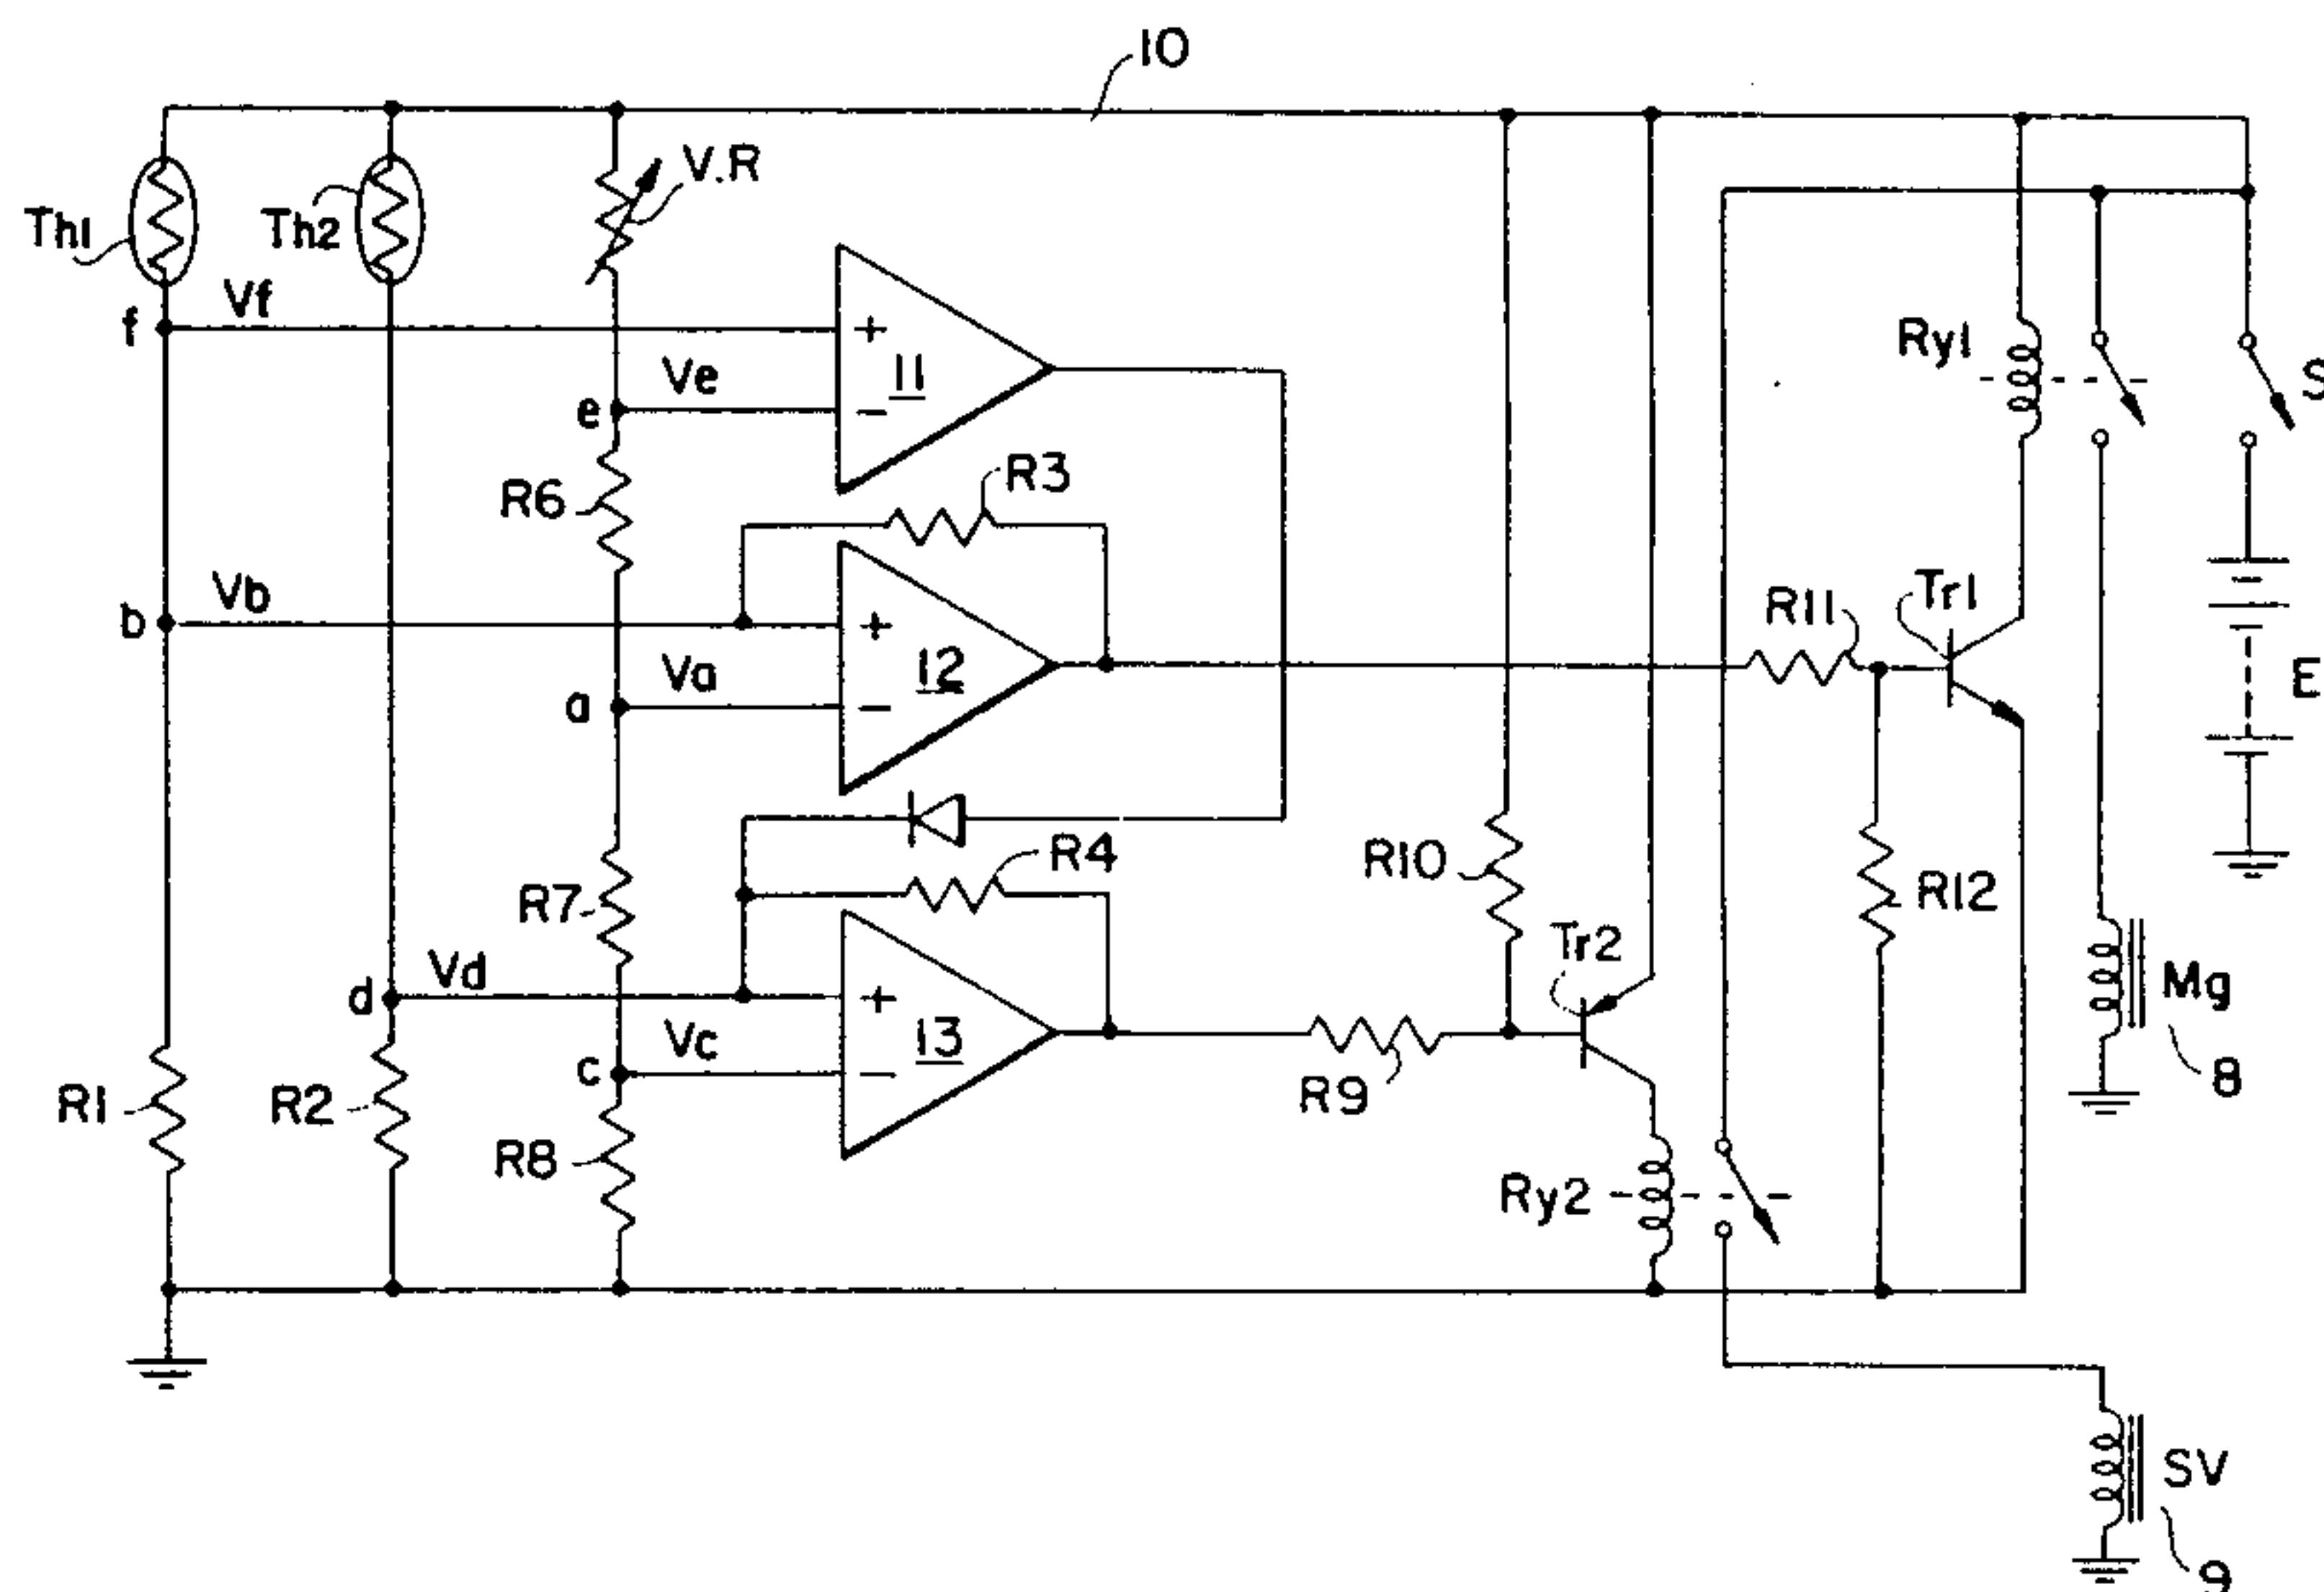 10
V.R
Th1
Th2
Vf
f
+
11
Ve
e
−
Ry1
S
R3
R6
Vb
b
+
12
Va
a
−
R11
Tr1
E
R4
R10
R12
R7
Tr2
Vd
d
+
13
Vc
c
−
Mg
8
R1
R2
R9
R8
Ry2
SV
9